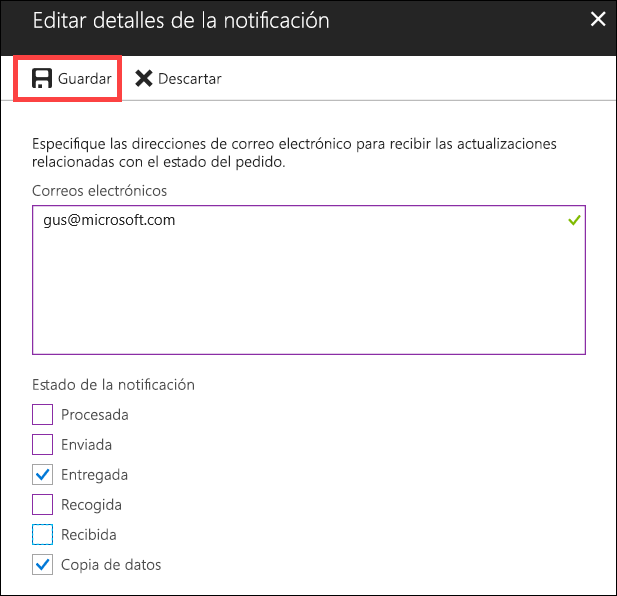 Editar detalles de la notificación
Guardar
Descartar
Especifique las direcciones de correo electrónico para recibir las actualizaciones
relacionadas con el estado del pedido.
Correos electrónicos
gus@microsoft.com
Estado de la notificación
Procesada
Enviada
Entregada
Recogida
Recibida
Copia de datos